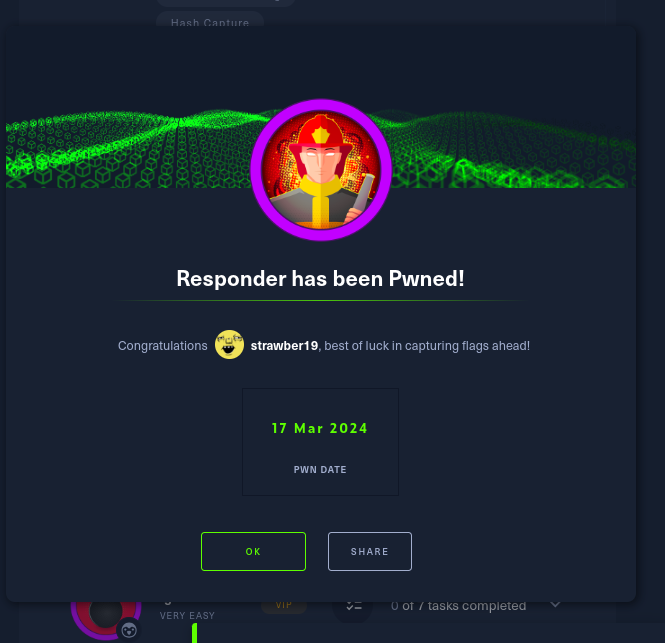 Hash Capture
Responder has been Pwned!
Congratulations strawber19, best of luck in capturing flags ahead!
17 Mar 2024
PWN DATE
OK SHARE
VIP 0 of 7 tasks completed
VERY EASY